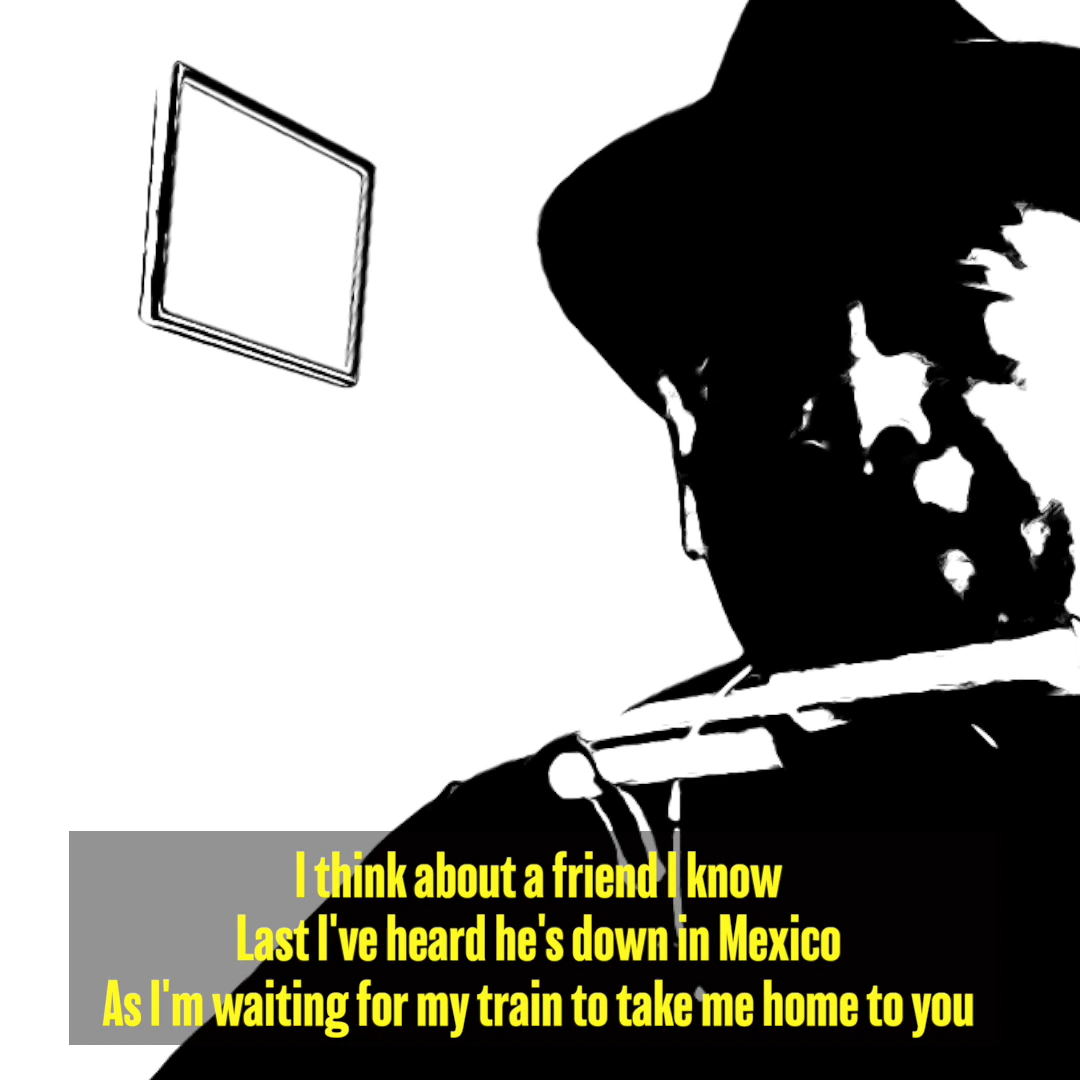 I think about a friend I know
Last I've heard he's down in Mexico
As I'm waiting for my train to take me home to you